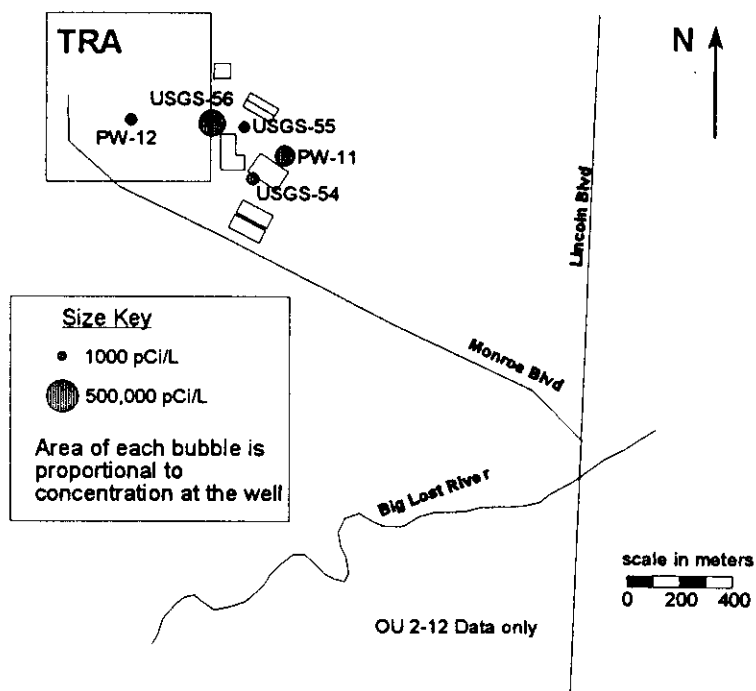 TRA
N
USGS-56
USGS-55
PW-12
PW-11
USGS-54
Lincoln Blvd
Size Key
1000 pCi/L
500,000 pCi/L
Area of each bubble is
proportional to
concentration at the well
Monroe Blvd
Big Lost River
scale in meters
0 200 400
OU 2-12 Data only